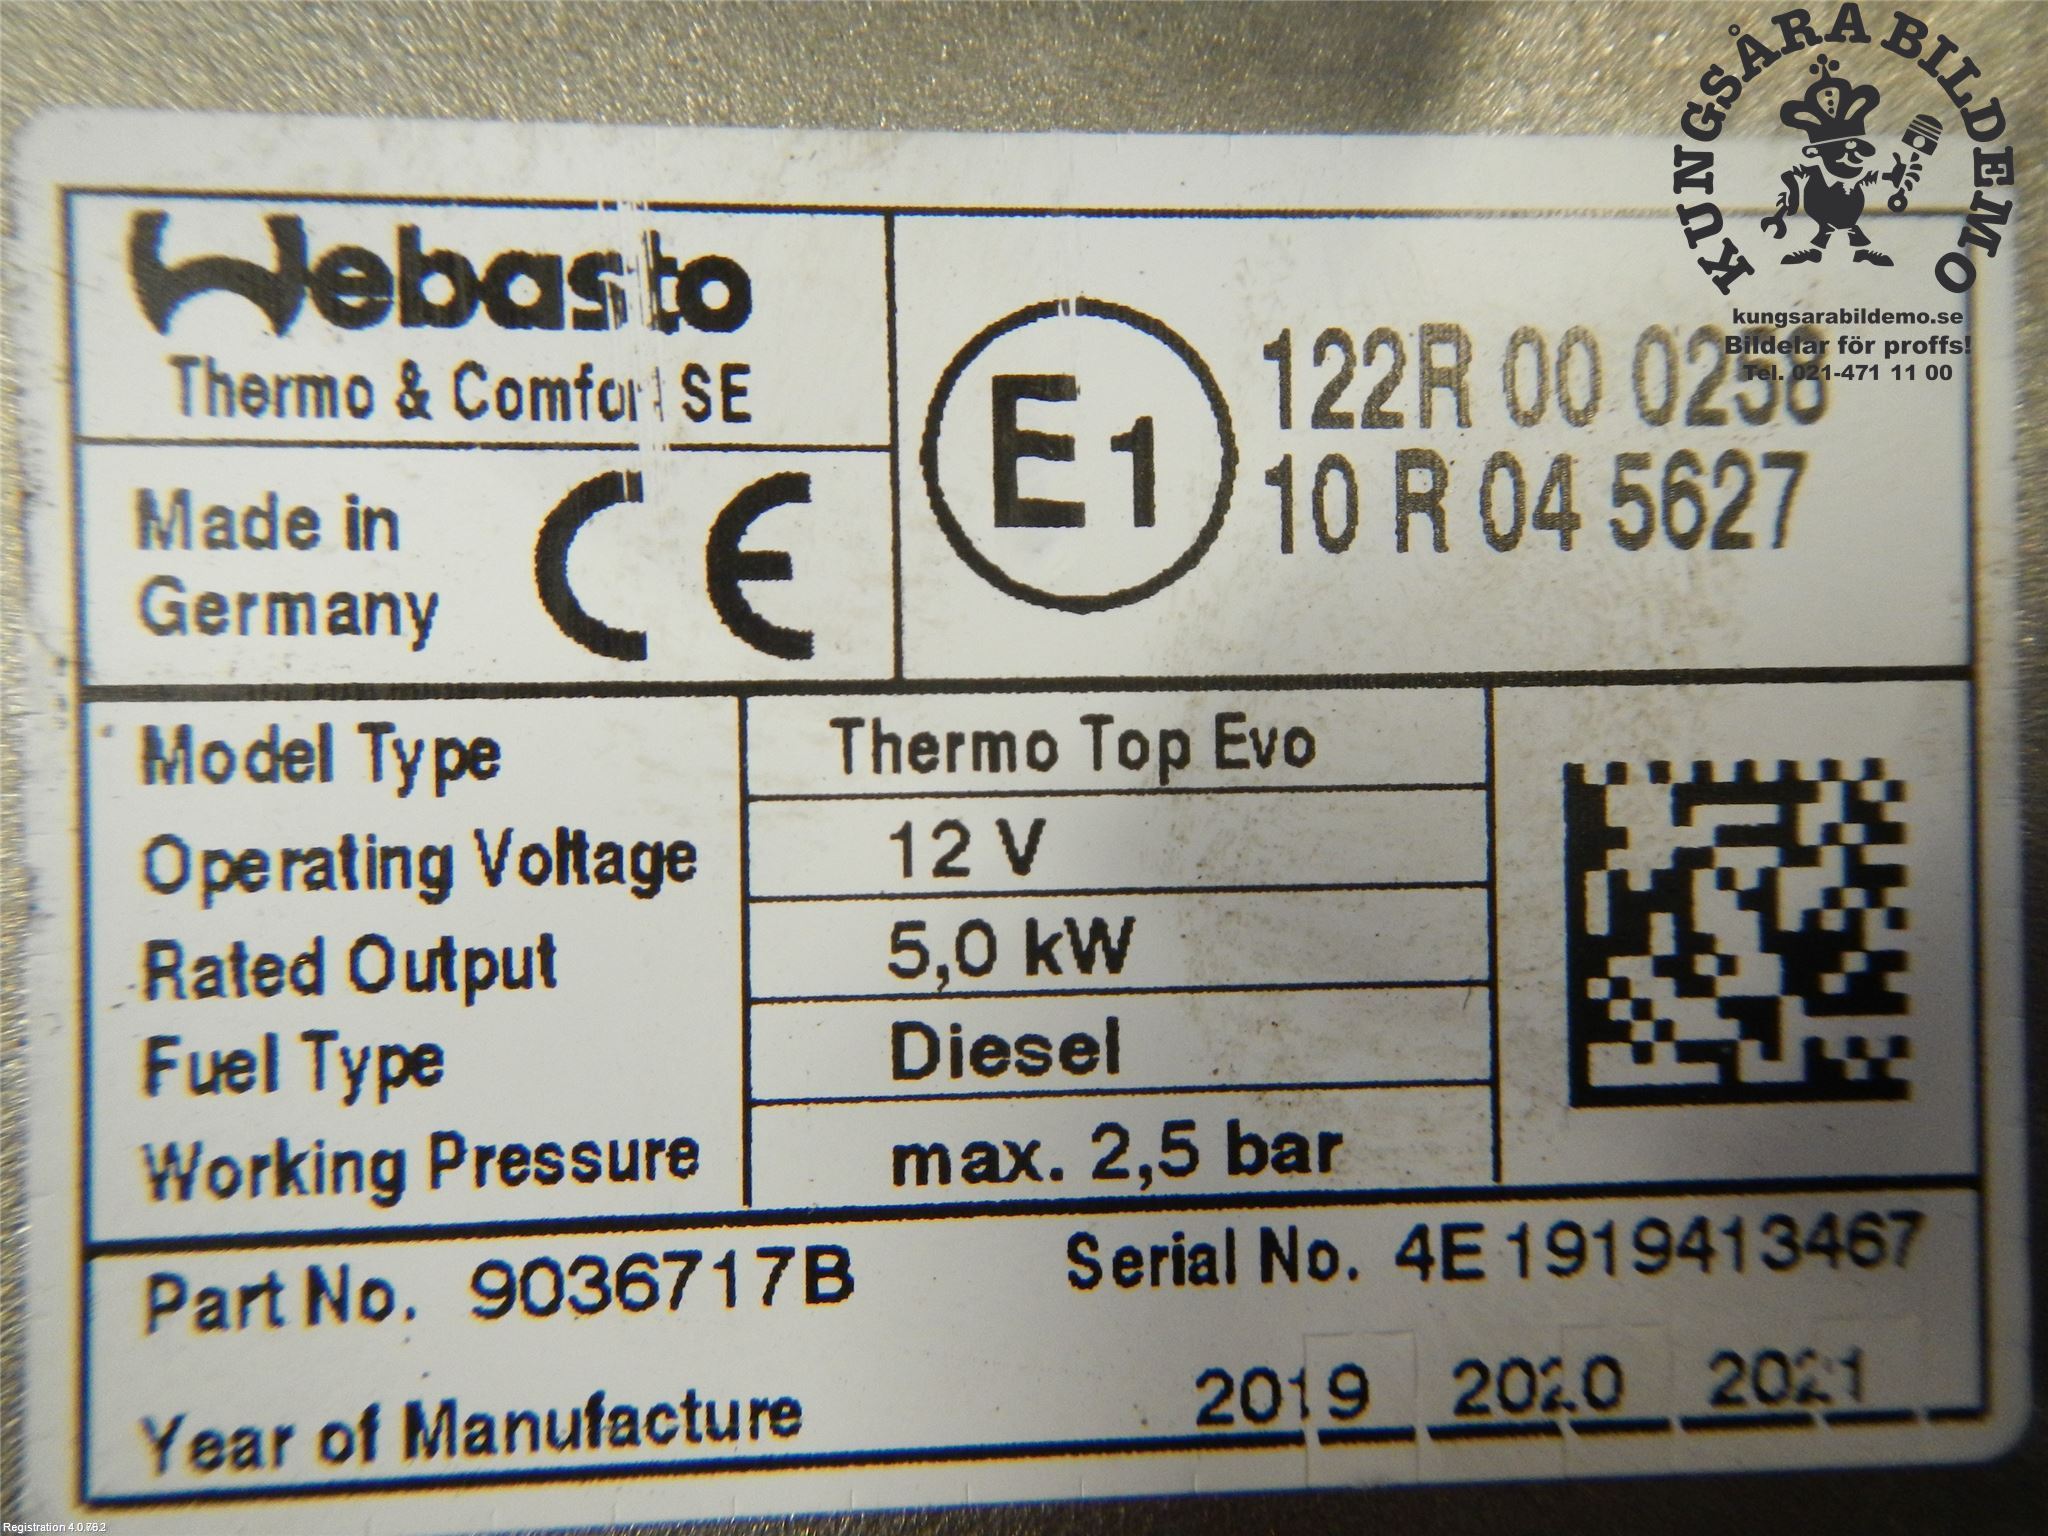 KUNGSÅRA BILDEMO
kungsarabildemo.se
Bildelar för proffs!
Tel. 021-471 11 00
Webasto
Thermo & Comfort SE
Made in
Germany
CE
E1
122R 00 0258
10 R 04 5627
Model Type Thermo Top Evo
Operating Voltage 12 V
Rated Output 5,0 kW
Fuel Type Diesel
Working Pressure max. 2,5 bar
Part No. 9036717B Serial No. 4E1919413467
Year of Manufacture 2019 2020 2021